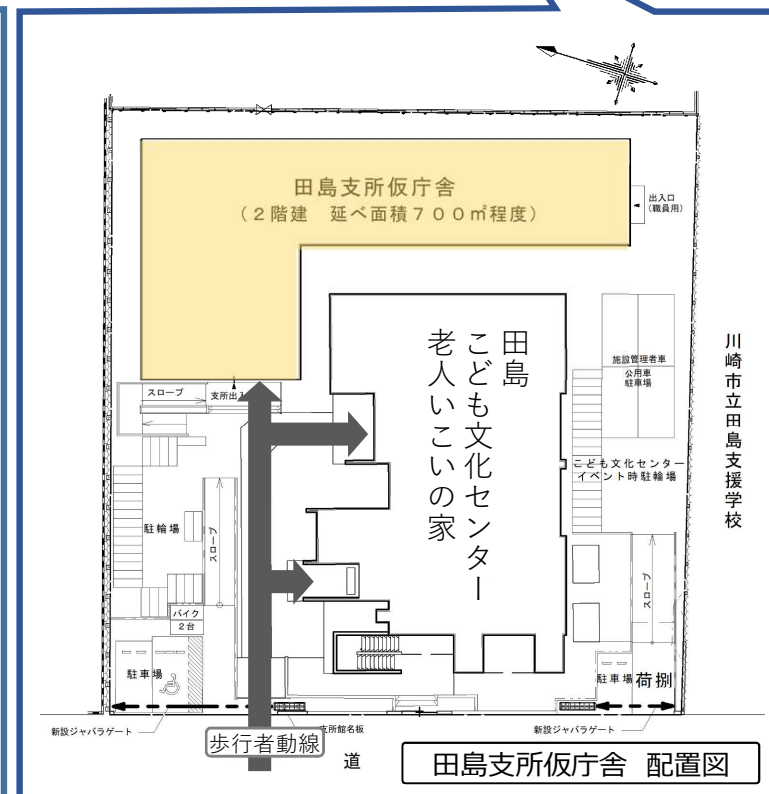 田島支所仮庁舎
(２階建　延べ面積７００㎡程度)
出入口
(職員用)
田島
こども文化センター
老人いこいの家
施設管理者車
公用車
駐車場
川崎市立田島支援学校
スロープ
支所出入
こども文化センター
イベント時駐輪場
駐輪場
スロープ
スロープ
バイク
２台
駐車場
駐車場
荷捌
新設ジャバラゲート
支所館名板
新設ジャバラゲート
歩行者動線
道
田島支所仮庁舎　配置図